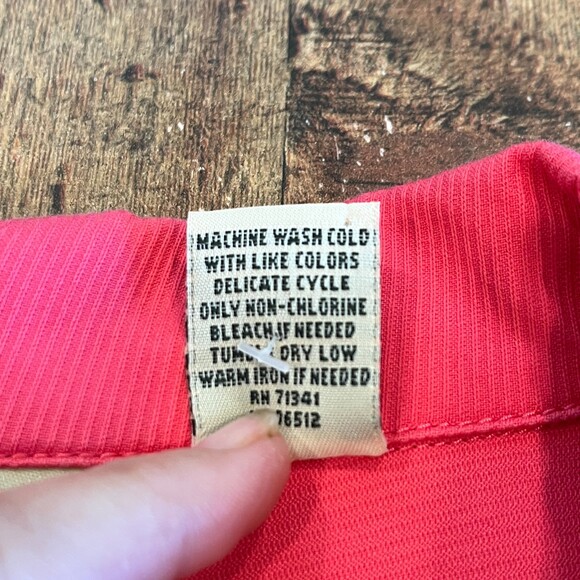 MACHINE WASH COLD
WITH LIKE COLORS
DELICATE CYCLE
ONLY NON-CHLORINE
BLEACH IF NEEDED
TUMBLE DRY LOW
WARM IRON IF NEEDED
RN 71341
76512